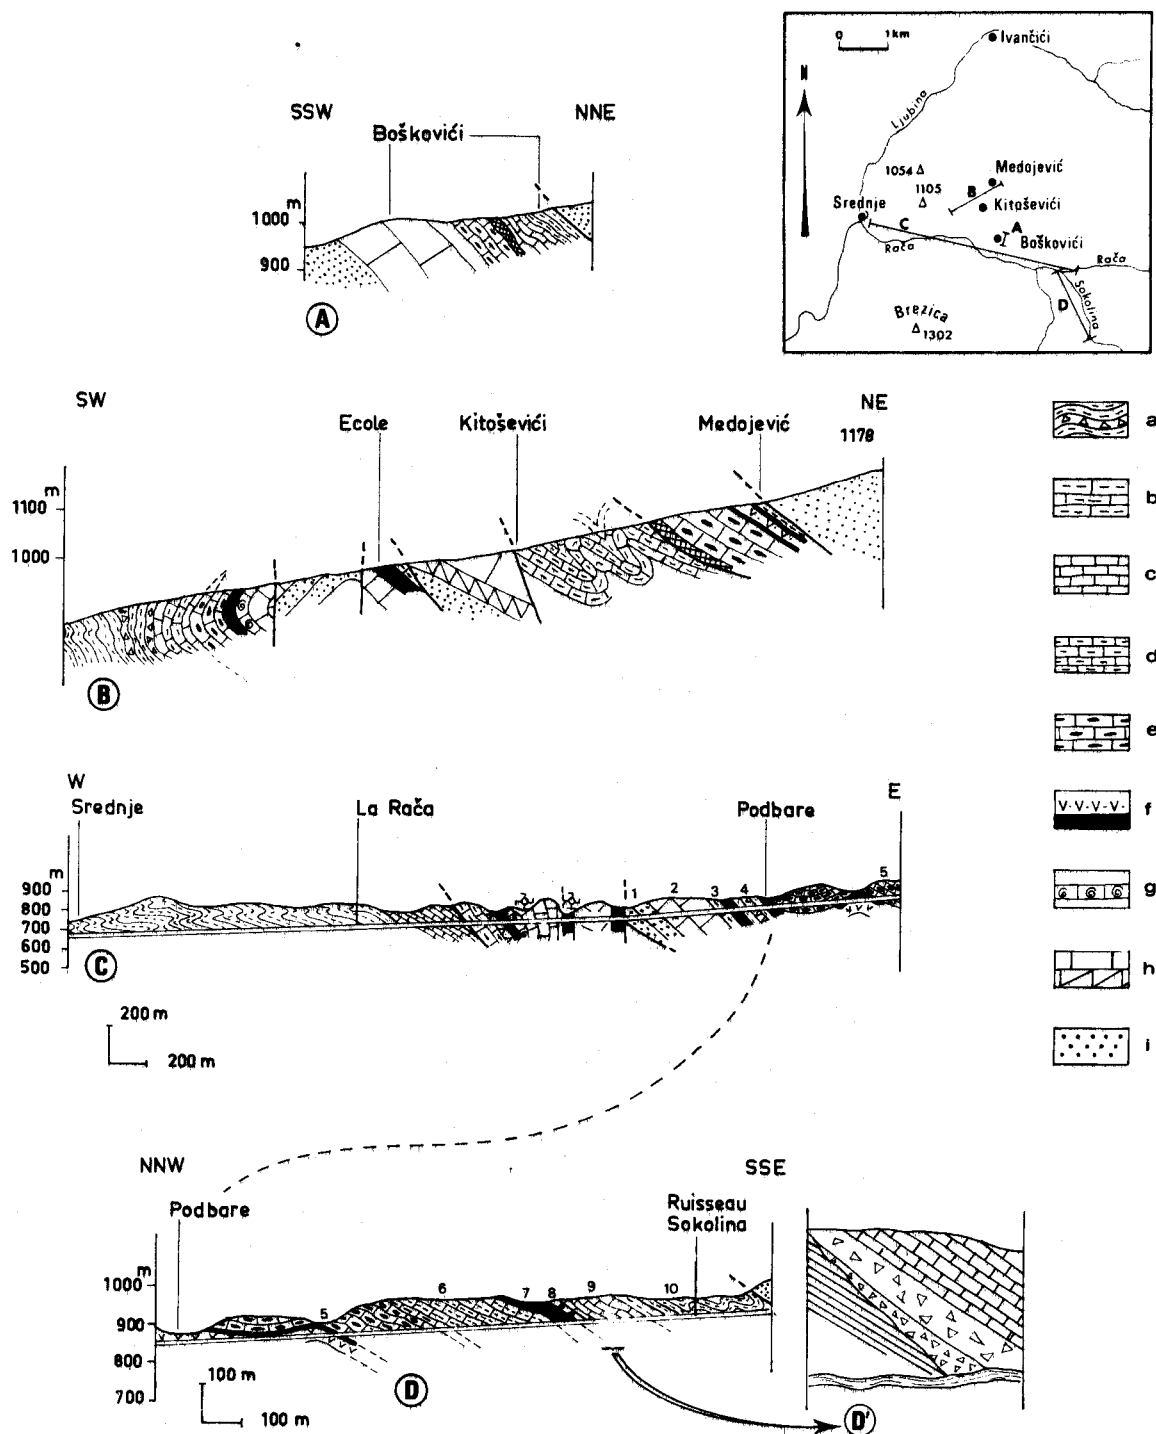 SSW
NNE
Boškovići
m
1000
900
A
0 1km
N
Ivančići
Ljubina
1054
1105
Medojević
B
Kitoševići
Srednje
C
A
Boškovići
Rača
Rača
Sokolina
D
Brezica
1302
SW
NE
Ecole
Kitoševići
Medojević
1178
m
1100
1000
B
a
b
c
d
e
f
g
h
i
W
E
Srednje
La Rača
Podbare
m
900
800
700
600
500
1
2
3
4
5
C
200 m
200 m
NNW
SSE
Podbare
Ruisseau
Sokolina
m
1000
900
800
700
5
6
7
8
9
10
100 m
100 m
D
D'